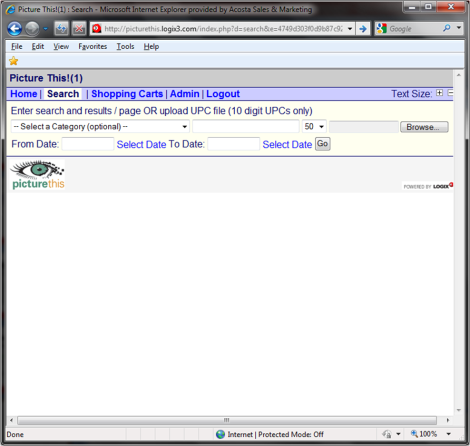 Picture This!(1) : Search - Microsoft Internet Explorer provided by Acosta Sales & Marketing
http://picturethis.logix3.com/index.php?d=search&e=4749d303f0d9b87c92
Google
File Edit View Favorites Tools Help
Picture This!(1)
Home | Search | Shopping Carts | Admin | Logout Text Size:
Enter search and results / page OR upload UPC file (10 digit UPCs only)
-- Select a Category (optional) -- 50 Browse...
From Date: Select Date To Date: Select Date Go
picturethis
POWERED BY LOGIX
Done Internet | Protected Mode: Off 100%